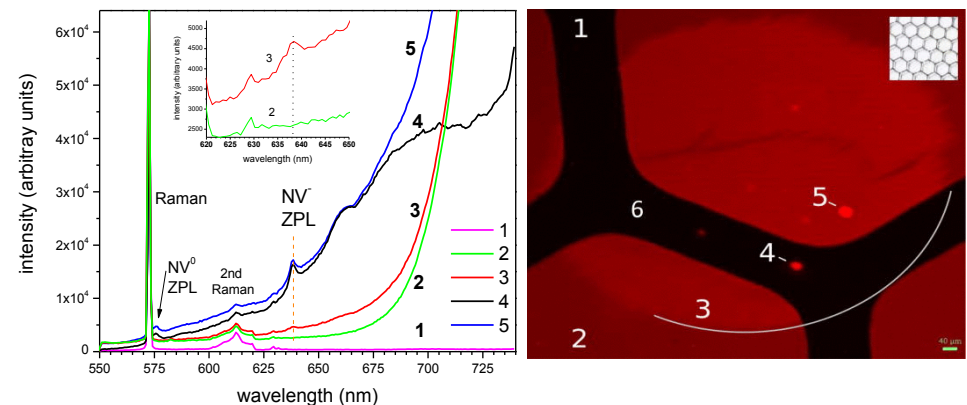 intensity (arbitray units)
6x10⁴
5x10⁴
4x10⁴
3x10⁴
2x10⁴
1x10⁴
0
550
575
600
625
650
675
700
725
wavelength (nm)
Raman
NV⁰
ZPL
2nd
Raman
NV⁻
ZPL
5
4
3
2
1
1
2
3
4
5
intensity (arbitrary units)
5000
4500
4000
3500
3000
2500
3
2
620
625
630
635
640
645
650
wavelength (nm)
1
6
5
4
3
2
40 µm